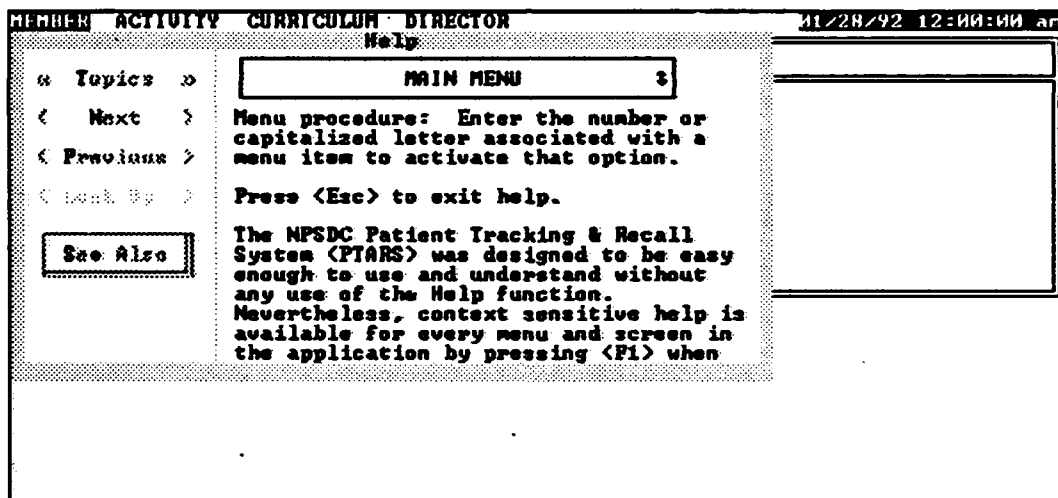 MEMBER ACTIVITY CURRICULUM DIRECTOR 01/28/92 12:00:00 am
Help
« Topics »
MAIN MENU
< Next >
< Previous >
< Look Up >
See Also
Menu procedure: Enter the number or
capitalized letter associated with a
menu item to activate that option.
Press <Esc> to exit help.
The NPSDC Patient Tracking & Recall
System <PTARS> was designed to be easy
enough to use and understand without
any use of the Help function.
Nevertheless, context sensitive help is
available for every menu and screen in
the application by pressing <F1> when